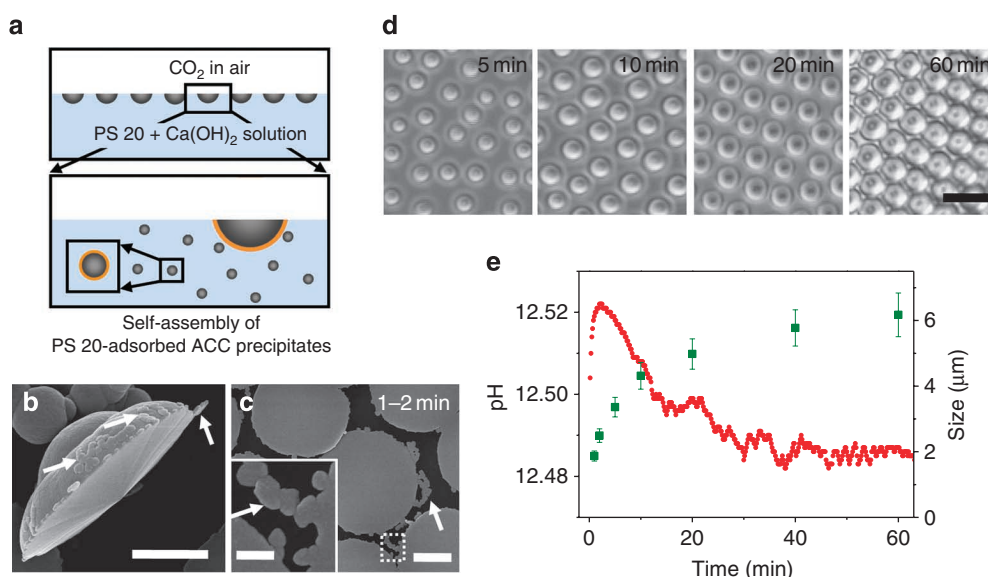 a
CO2 in air
PS 20 + Ca(OH)2 solution
Self-assembly of
PS 20-adsorbed ACC precipitates
b
c
1–2 min
d
5 min
10 min
20 min
60 min
e
12.52
12.50
12.48
pH
6
4
2
0
Size (μm)
0
20
40
60
Time (min)